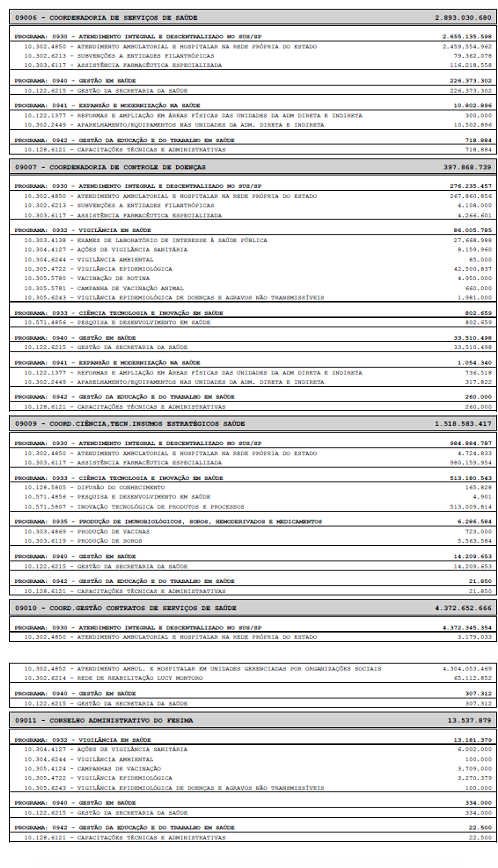 09006 - COORDENADORIA DE SERVIÇOS DE SAÚDE 2.893.030.680
PROGRAMA: 0930 - ATENDIMENTO INTEGRAL E DESCENTRALIZADO NO SUS/SP 2.655.135.598
10.302.4850 - ATENDIMENTO AMBULATORIAL E HOSPITALAR NA REDE PRÓPRIA DO ESTADO 2.459.554.962
10.302.6213 - SUBVENÇÕES A ENTIDADES FILANTRÓPICAS 79.362.078
10.303.6117 - ASSISTÊNCIA FARMACÊUTICA ESPECIALIZADA 116.218.558
PROGRAMA: 0940 - GESTÃO EM SAÚDE 226.373.302
10.122.6215 - GESTÃO DA SECRETARIA DA SAÚDE 226.373.302
PROGRAMA: 0941 - EXPANSÃO E MODERNIZAÇÃO NA SAÚDE 10.802.896
10.122.1377 - REFORMAS E AMPLIAÇÃO EM ÁREAS FÍSICAS DAS UNIDADES DA ADM DIRETA E INDIRETA 300.000
10.302.2449 - APARELHAMENTO/EQUIPAMENTOS NAS UNIDADES DA ADM. DIRETA E INDIRETA 10.502.896
PROGRAMA: 0942 - GESTÃO DA EDUCAÇÃO E DO TRABALHO EM SAÚDE 718.884
10.128.6121 - CAPACITAÇÕES TÉCNICAS E ADMINISTRATIVAS 718.884
09007 - COORDENADORIA DE CONTROLE DE DOENÇAS 397.868.739
PROGRAMA: 0930 - ATENDIMENTO INTEGRAL E DESCENTRALIZADO NO SUS/SP 276.235.457
10.302.4850 - ATENDIMENTO AMBULATORIAL E HOSPITALAR NA REDE PRÓPRIA DO ESTADO 267.860.856
10.302.6213 - SUBVENÇÕES A ENTIDADES FILANTRÓPICAS 4.108.000
10.303.6117 - ASSISTÊNCIA FARMACÊUTICA ESPECIALIZADA 4.266.601
PROGRAMA: 0932 - VIGILÂNCIA EM SAÚDE 86.005.785
10.303.4138 - EXAMES DE LABORATÓRIO DE INTERESSE À SAÚDE PÚBLICA 27.668.988
10.304.4127 - AÇÕES DE VIGILÂNCIA SANITÁRIA 8.159.960
10.304.6244 - VIGILÂNCIA AMBIENTAL 85.000
10.305.4722 - VIGILÂNCIA EPIDEMIOLÓGICA 42.500.837
10.305.5780 - VACINAÇÃO DE ROTINA 4.950.000
10.305.5781 - CAMPANHA DE VACINAÇÃO ANIMAL 660.000
10.305.6243 - VIGILÂNCIA EPIDEMIOLÓGICA DE DOENÇAS E AGRAVOS NÃO TRANSMISSÍVEIS 1.981.000
PROGRAMA: 0933 - CIÊNCIA TECNOLOGIA E INOVAÇÃO EM SAÚDE 802.659
10.571.4856 - PESQUISA E DESENVOLVIMENTO EM SAÚDE 802.659
PROGRAMA: 0940 - GESTÃO EM SAÚDE 33.510.498
10.122.6215 - GESTÃO DA SECRETARIA DA SAÚDE 33.510.498
PROGRAMA: 0941 - EXPANSÃO E MODERNIZAÇÃO NA SAÚDE 1.054.340
10.122.1377 - REFORMAS E AMPLIAÇÃO EM ÁREAS FÍSICAS DAS UNIDADES DA ADM DIRETA E INDIRETA 736.518
10.302.2449 - APARELHAMENTO/EQUIPAMENTOS NAS UNIDADES DA ADM. DIRETA E INDIRETA 317.822
PROGRAMA: 0942 - GESTÃO DA EDUCAÇÃO E DO TRABALHO EM SAÚDE 260.000
10.128.6121 - CAPACITAÇÕES TÉCNICAS E ADMINISTRATIVAS 260.000
09009 - COORD.CIÊNCIA,TECN.INSUMOS ESTRATÉGICOS SAÚDE 1.518.583.417
PROGRAMA: 0930 - ATENDIMENTO INTEGRAL E DESCENTRALIZADO NO SUS/SP 984.884.787
10.302.4850 - ATENDIMENTO AMBULATORIAL E HOSPITALAR NA REDE PRÓPRIA DO ESTADO 4.724.833
10.303.6117 - ASSISTÊNCIA FARMACÊUTICA ESPECIALIZADA 980.159.954
PROGRAMA: 0933 - CIÊNCIA TECNOLOGIA E INOVAÇÃO EM SAÚDE 513.180.543
10.128.5805 - DIFUSÃO DO CONHECIMENTO 165.828
10.571.4856 - PESQUISA E DESENVOLVIMENTO EM SAÚDE 4.901
10.571.5807 - INOVAÇÃO TECNOLÓGICA DE PRODUTOS E PROCESSOS 513.009.814
PROGRAMA: 0935 - PRODUÇÃO DE IMUNOBIOLÓGICOS, SOROS, HEMODERIVADOS E MEDICAMENTOS 6.286.584
10.303.4869 - PRODUÇÃO DE VACINAS 723.000
10.303.6119 - PRODUÇÃO DE SOROS 5.563.584
PROGRAMA: 0940 - GESTÃO EM SAÚDE 14.209.653
10.122.6215 - GESTÃO DA SECRETARIA DA SAÚDE 14.209.653
PROGRAMA: 0942 - GESTÃO DA EDUCAÇÃO E DO TRABALHO EM SAÚDE 21.850
10.128.6121 - CAPACITAÇÕES TÉCNICAS E ADMINISTRATIVAS 21.850
09010 - COORD.GESTÃO CONTRATOS DE SERVIÇOS DE SAÚDE 4.372.652.666
PROGRAMA: 0930 - ATENDIMENTO INTEGRAL E DESCENTRALIZADO NO SUS/SP 4.372.345.354
10.302.4850 - ATENDIMENTO AMBULATORIAL E HOSPITALAR NA REDE PRÓPRIA DO ESTADO 3.179.033
10.302.4852 - ATENDIMENTO AMBUL. E HOSPITALAR EM UNIDADES GERENCIADAS POR ORGANIZAÇÕES SOCIAIS 4.304.053.469
10.302.6214 - REDE DE REABILITAÇÃO LUCY MONTORO 65.112.852
PROGRAMA: 0940 - GESTÃO EM SAÚDE 307.312
10.122.6215 - GESTÃO DA SECRETARIA DA SAÚDE 307.312
09011 - CONSELHO ADMINISTRATIVO DO FESIMA 13.537.879
PROGRAMA: 0932 - VIGILÂNCIA EM SAÚDE 13.181.379
10.304.4127 - AÇÕES DE VIGILÂNCIA SANITÁRIA 6.002.000
10.304.6244 - VIGILÂNCIA AMBIENTAL 100.000
10.305.4124 - CAMPANHAS DE VACINAÇÃO 3.709.000
10.305.4722 - VIGILÂNCIA EPIDEMIOLÓGICA 3.270.379
10.305.6243 - VIGILÂNCIA EPIDEMIOLÓGICA DE DOENÇAS E AGRAVOS NÃO TRANSMISSÍVEIS 100.000
PROGRAMA: 0940 - GESTÃO EM SAÚDE 334.000
10.122.6215 - GESTÃO DA SECRETARIA DA SAÚDE 334.000
PROGRAMA: 0942 - GESTÃO DA EDUCAÇÃO E DO TRABALHO EM SAÚDE 22.500
10.128.6121 - CAPACITAÇÕES TÉCNICAS E ADMINISTRATIVAS 22.500